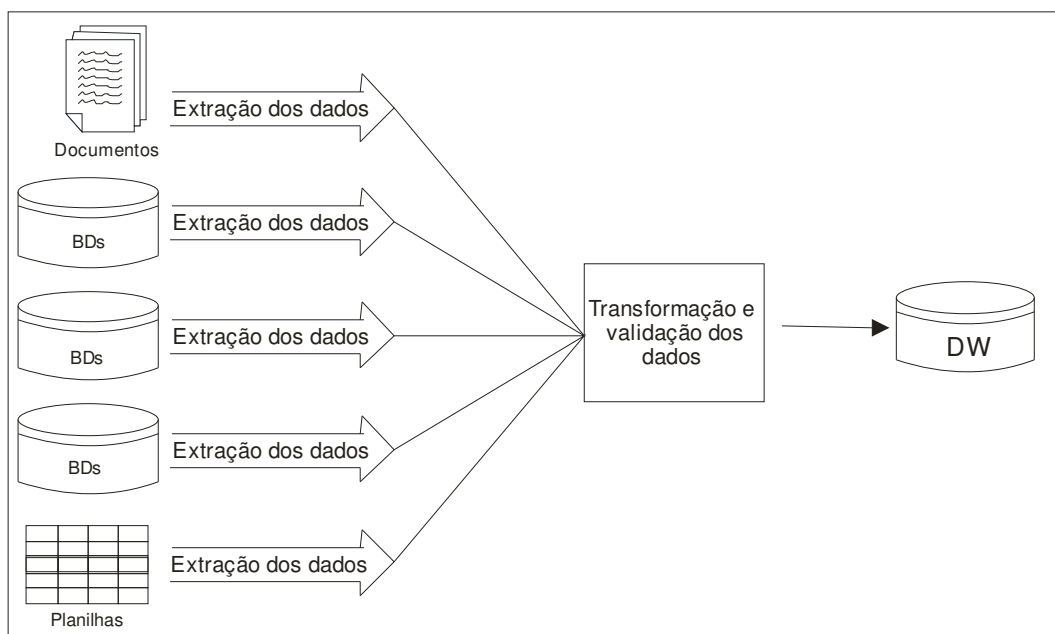 Extração dos dados
Documentos
Extração dos dados
BDs
Extração dos dados
BDs
Extração dos dados
BDs
Extração dos dados
Planilhas
Transformação e
validação dos
dados
DW